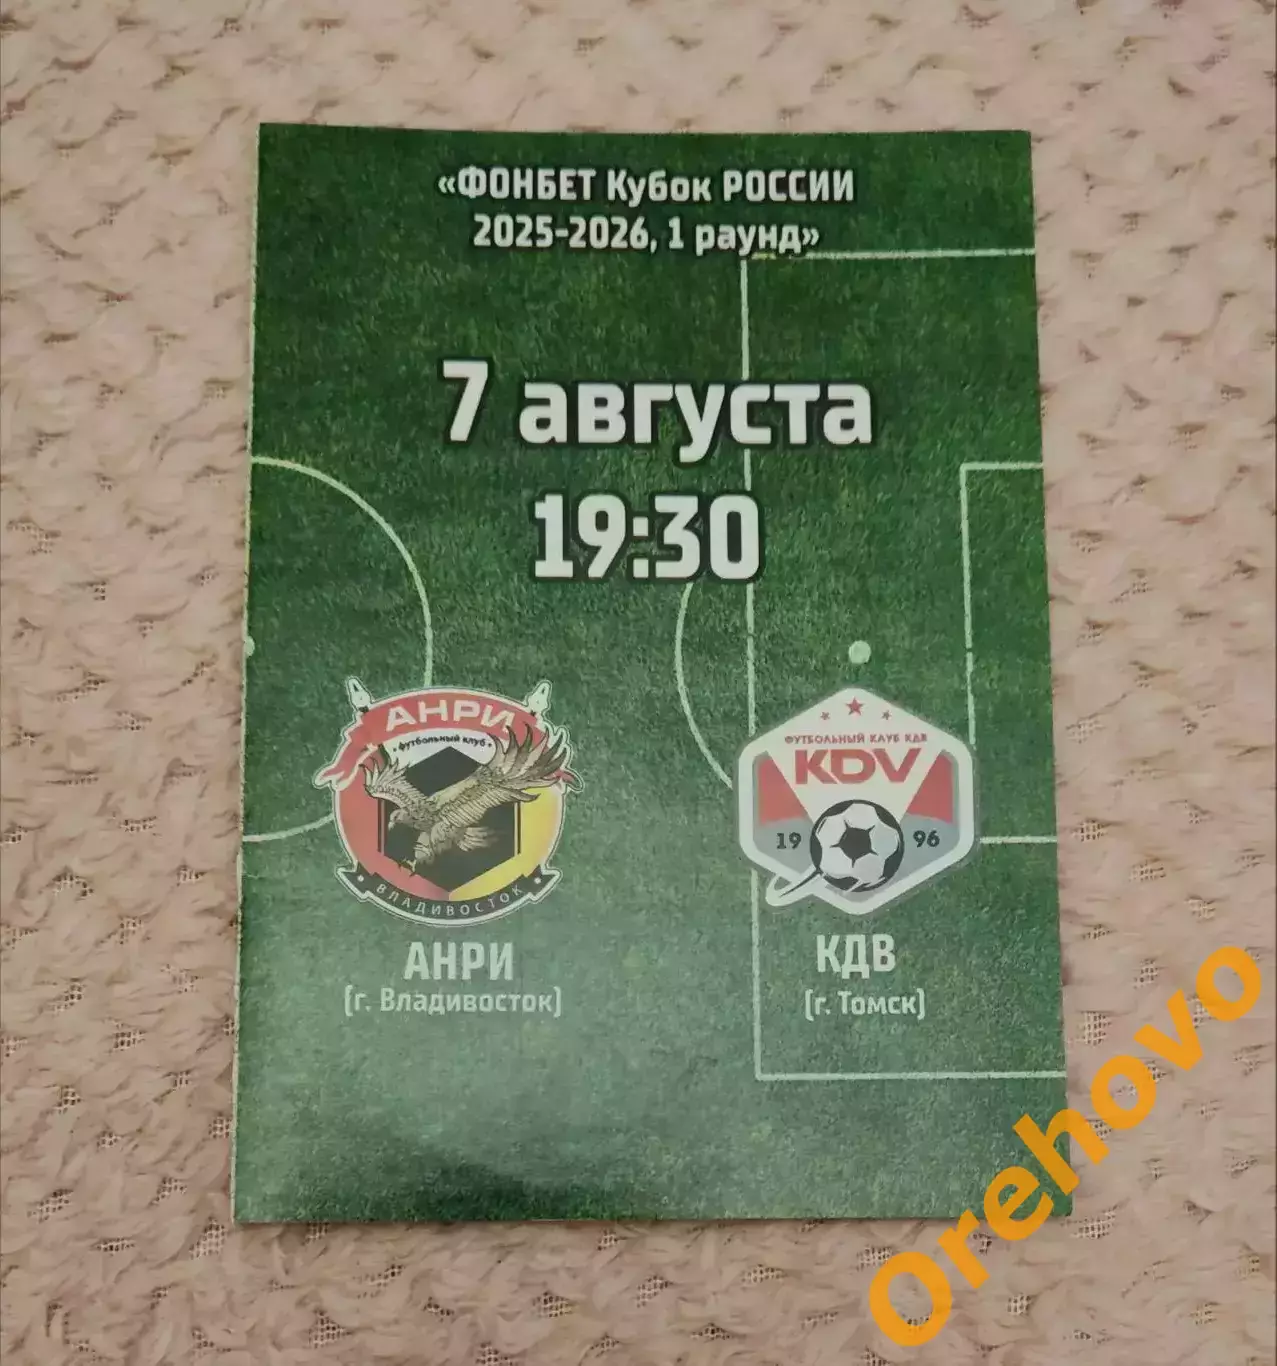 «ФОНБЕТ Кубок РОССИИ
2025-2026, 1 раунд»
7 августа
19:30
АНРИ
• футбольный клуб •
ВЛАДИВОСТОК
ФУТБОЛЬНЫЙ КЛУБ КДВ
KDV
19 96
АНРИ
(г. Владивосток)
КДВ
(г. Томск)
Orehovo